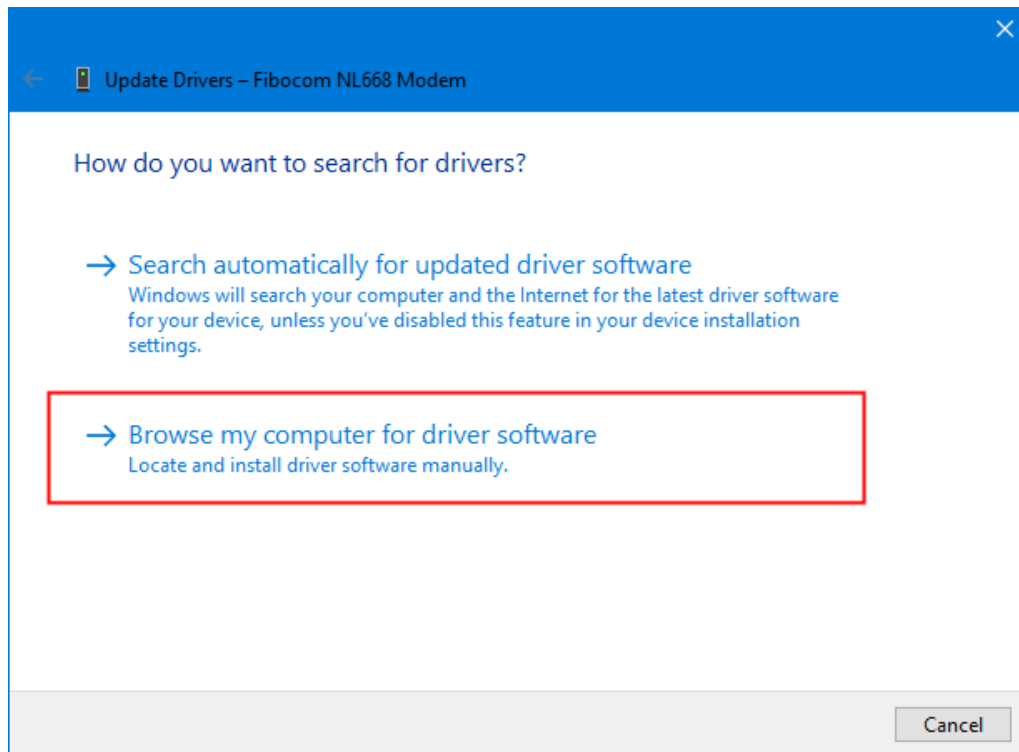 Update Drivers – Fibocom NL668 Modem
How do you want to search for drivers?
Search automatically for updated driver software
Windows will search your computer and the Internet for the latest driver software
for your device, unless you've disabled this feature in your device installation
settings.
Browse my computer for driver software
Locate and install driver software manually.
Cancel